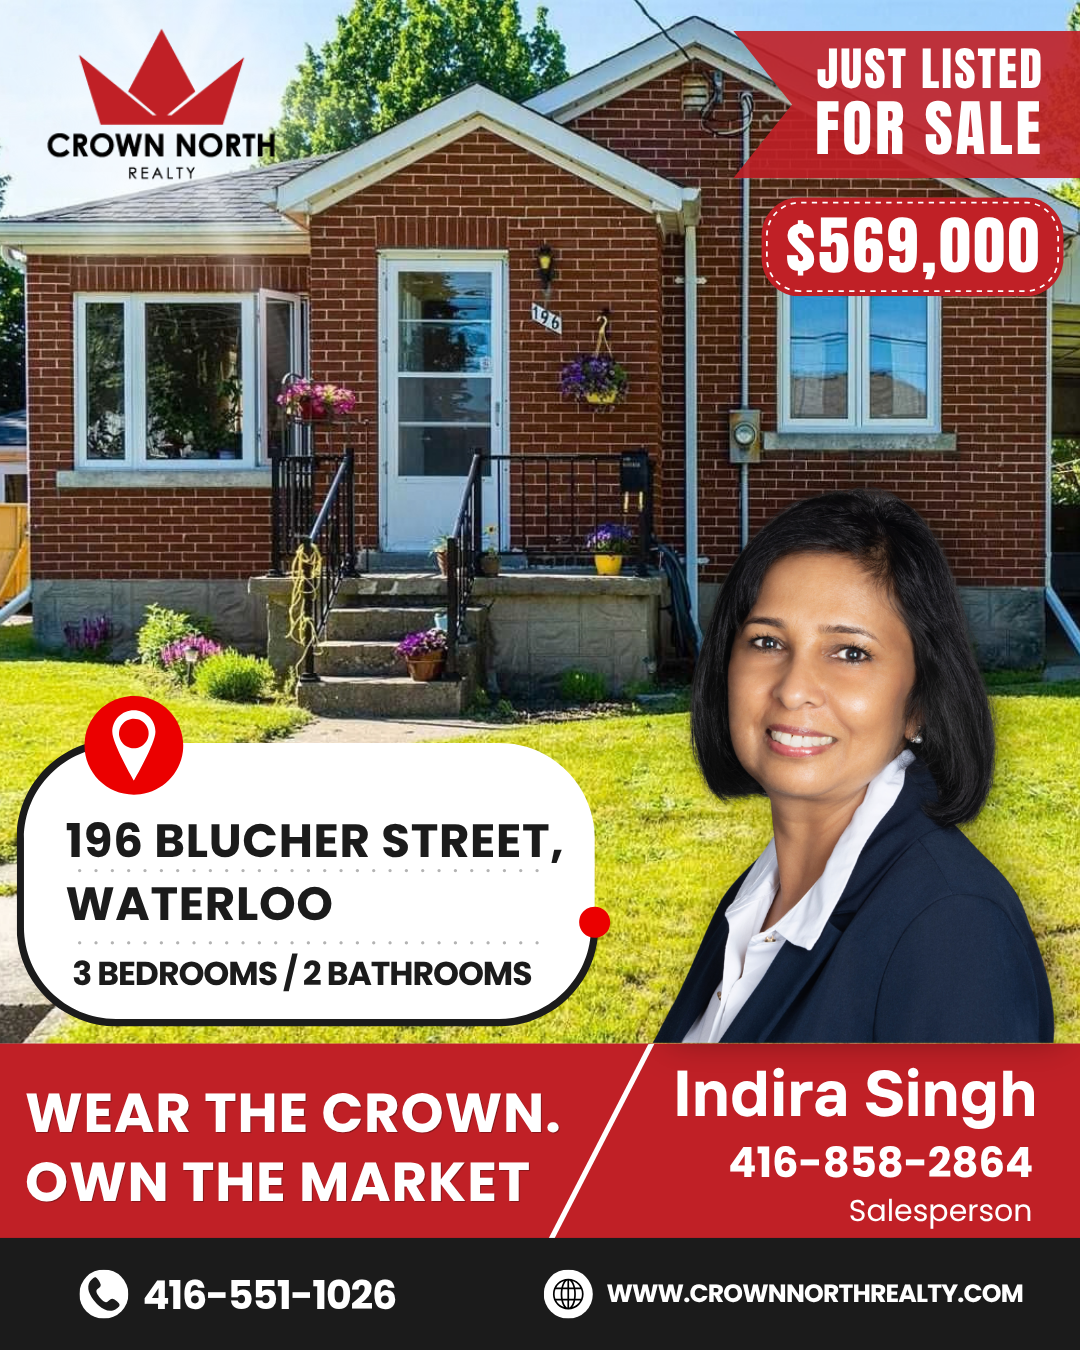 CROWN NORTH
REALTY
JUST LISTED
FOR SALE
$569,000
196
196 BLUCHER STREET,
WATERLOO
3 BEDROOMS / 2 BATHROOMS
WEAR THE CROWN.
OWN THE MARKET
Indira Singh
416-858-2864
Salesperson
416-551-1026
WWW.CROWNNORTHREALTY.COM